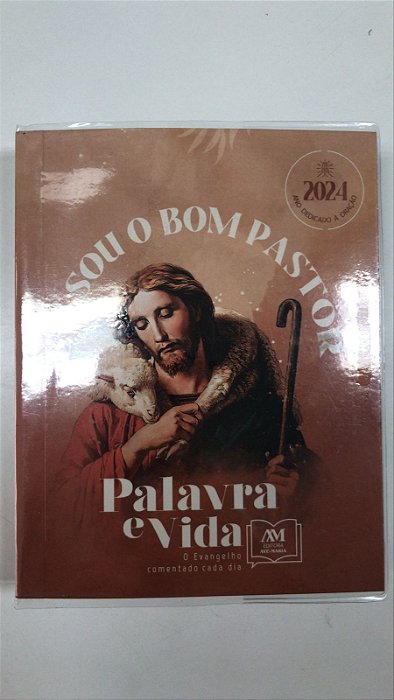 2024
ANO DEDICADO À ORAÇÃO
SOU O BOM PASTOR
Palavra
e Vida
O Evangelho
comentado cada dia
AM
EDITORA
AVE-MARIA